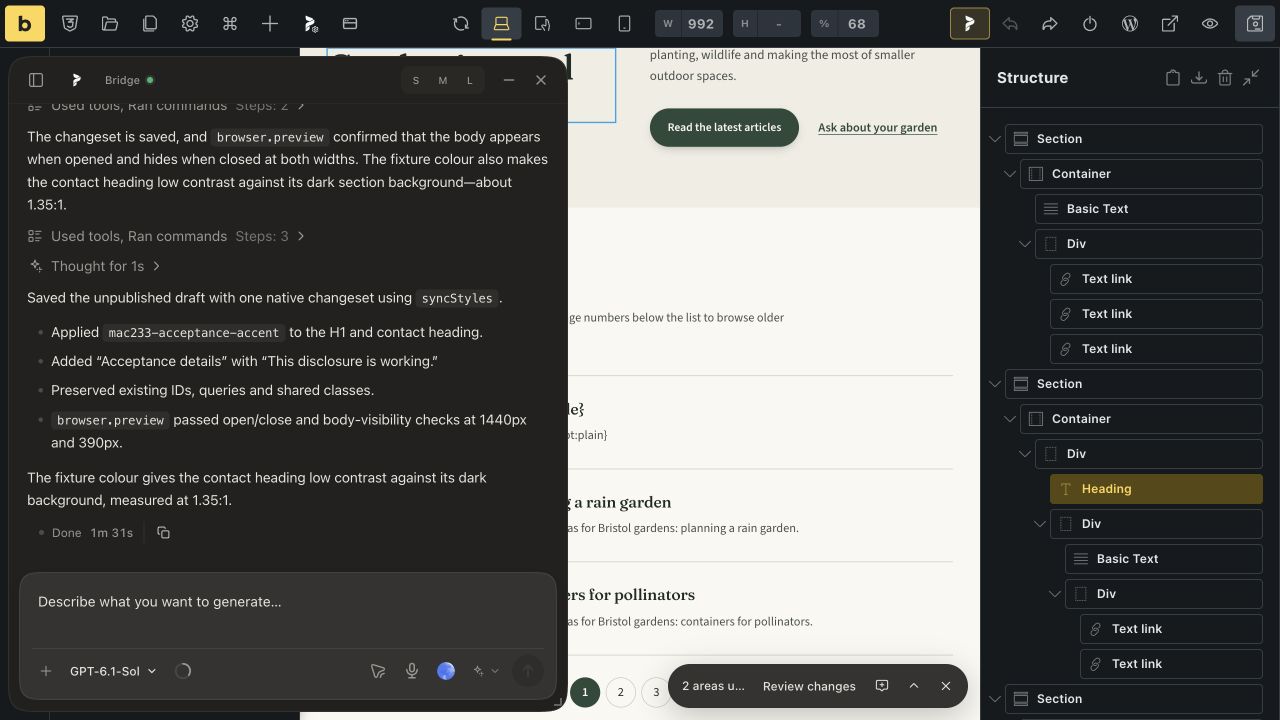 b
W 992
H -
% 68
Bridge
S M L
Used tools, Ran commands Steps: 2
The changeset is saved, and browser.preview confirmed that the body appears
when opened and hides when closed at both widths. The fixture colour also makes
the contact heading low contrast against its dark section background—about
1.35:1.
Used tools, Ran commands Steps: 3
Thought for 1s
Saved the unpublished draft with one native changeset using syncStyles.
Applied mac233-acceptance-accent to the H1 and contact heading.
Added “Acceptance details” with “This disclosure is working.”
Preserved existing IDs, queries and shared classes.
browser.preview passed open/close and body-visibility checks at 1440px
and 390px.
The fixture colour gives the contact heading low contrast against its dark
background, measured at 1.35:1.
Done 1m 31s
Describe what you want to generate...
GPT-6.1-Sol
planting, wildlife and making the most of smaller
outdoor spaces.
Read the latest articles
Ask about your garden
ge numbers below the list to browse older
le}
pt:plain}
g a rain garden
as for Bristol gardens: planning a rain garden.
ers for pollinators
as for Bristol gardens: containers for pollinators.
1 2 3
2 areas u...
Review changes
Structure
Section
Container
Basic Text
Div
Text link
Text link
Text link
Section
Container
Div
Heading
Div
Basic Text
Div
Text link
Text link
Section